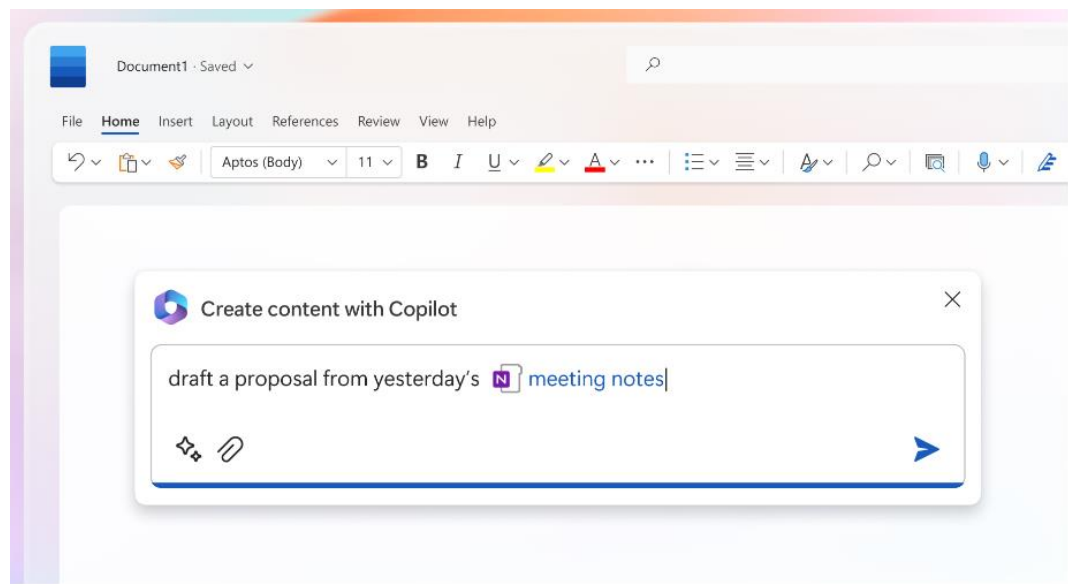 Document1 · Saved
File Home Insert Layout References Review View Help
Aptos (Body) 11 B I U A A
Create content with Copilot
draft a proposal from yesterday's N meeting notes